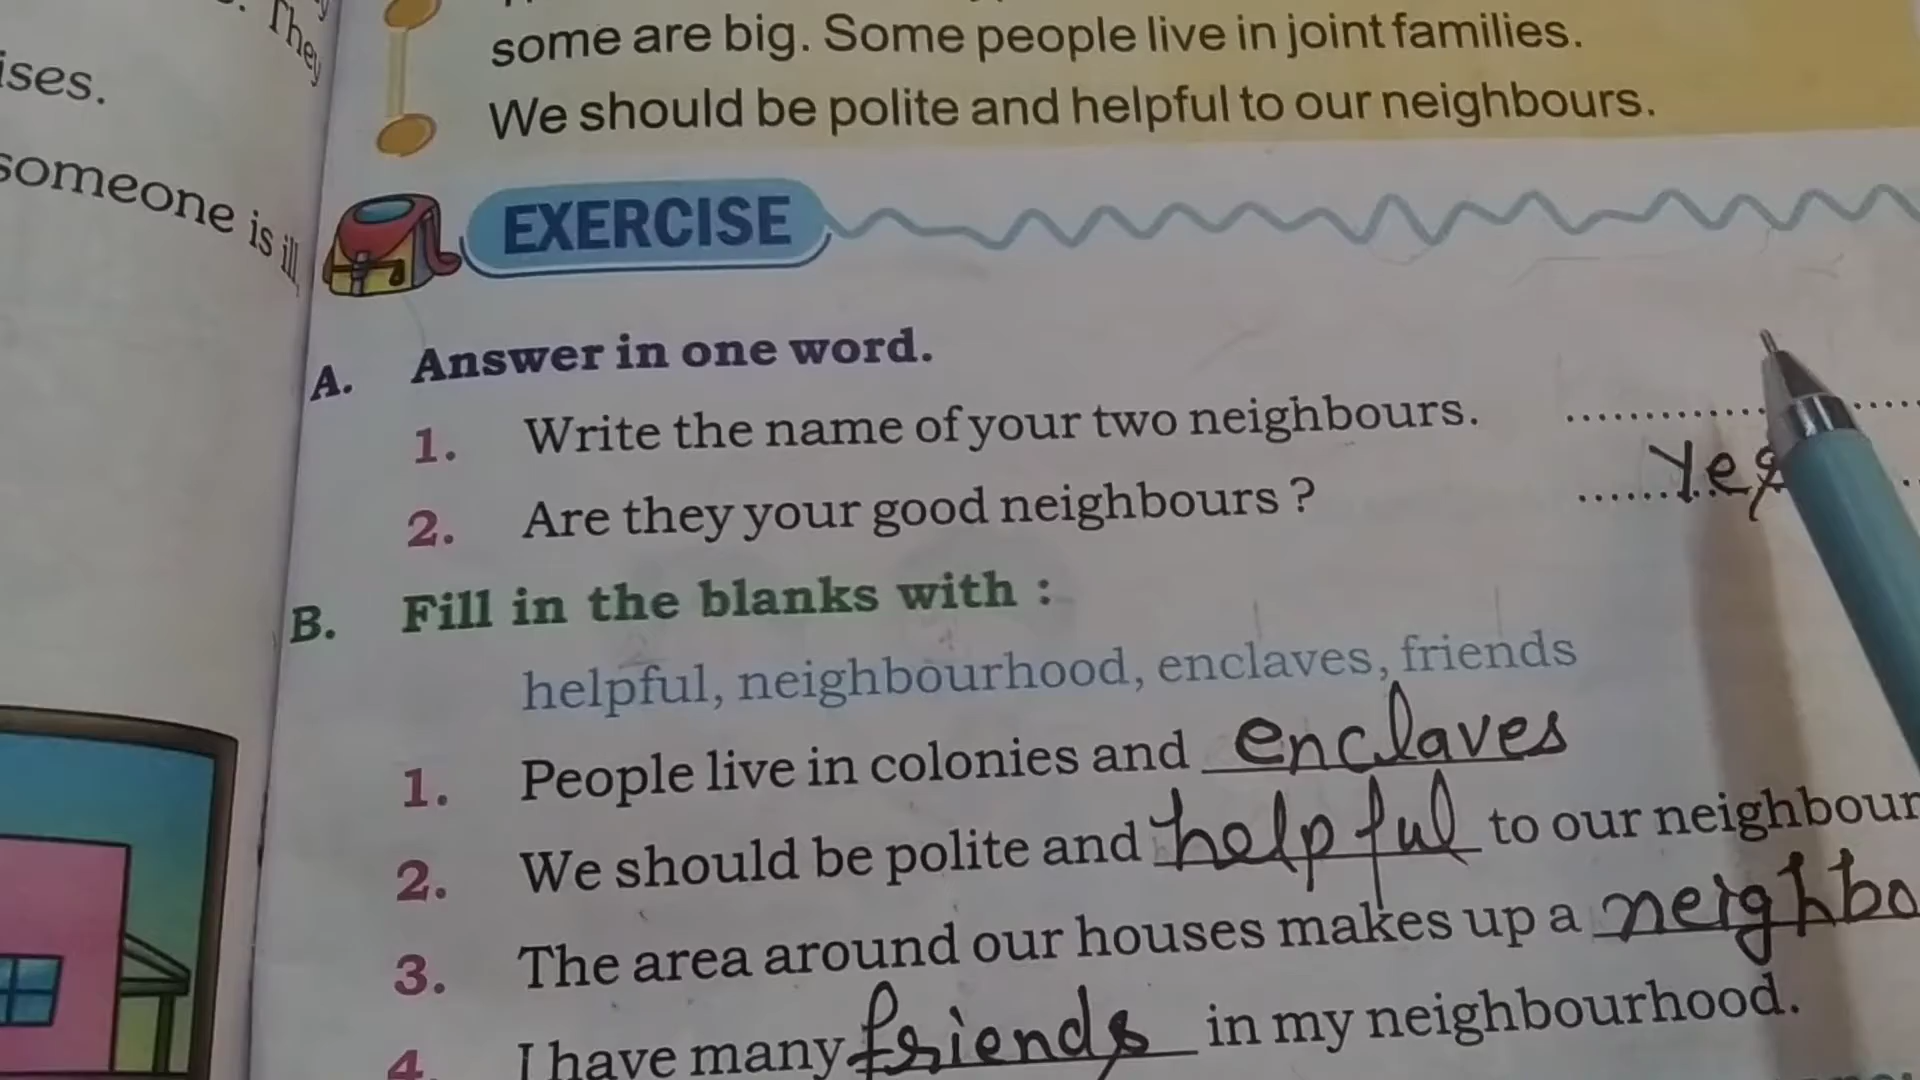 They
ises.
someone is ill,
some are big. Some people live in joint families.
We should be polite and helpful to our neighbours.
EXERCISE
A. Answer in one word.
1. Write the name of your two neighbours. ..................
2. Are they your good neighbours ? ......Yes
B. Fill in the blanks with :
helpful, neighbourhood, enclaves, friends
1. People live in colonies and enclaves
2. We should be polite and helpful to our neighbour
3. The area around our houses makes up a neighbo
4. I have many friends in my neighbourhood.